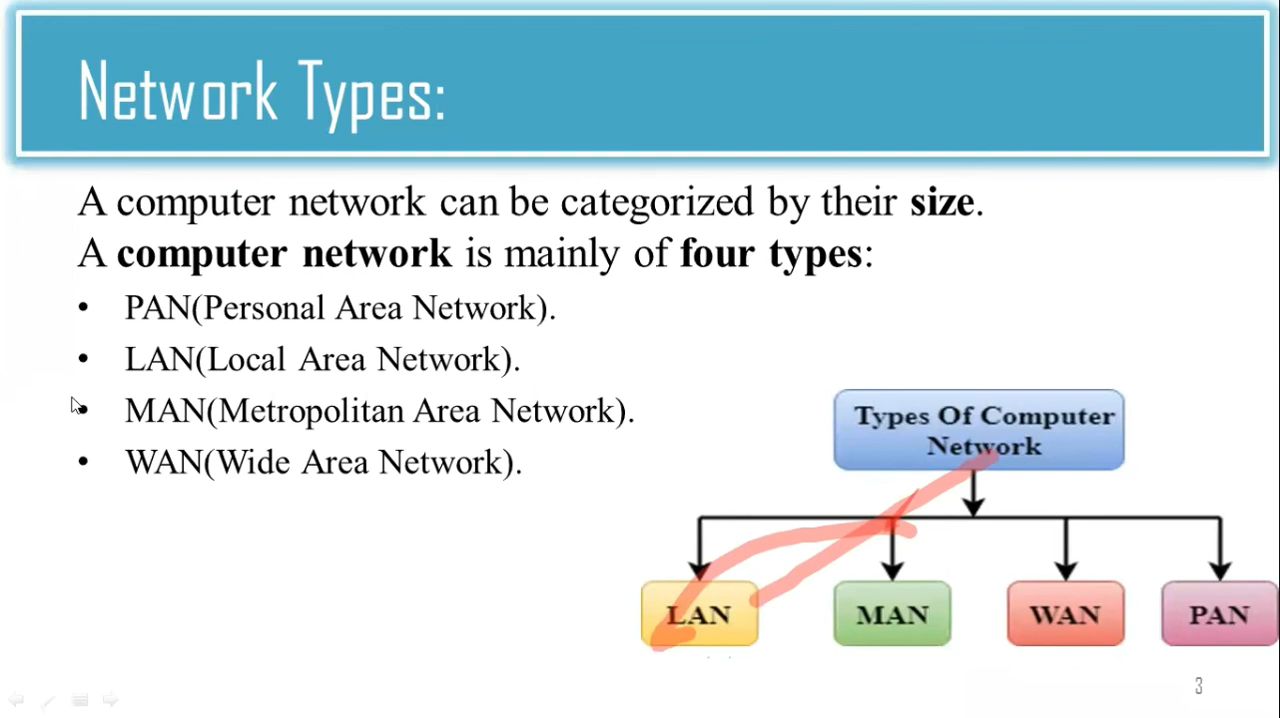 Network Types:
A computer network can be categorized by their size.
A computer network is mainly of four types:
• PAN(Personal Area Network).
• LAN(Local Area Network).
• MAN(Metropolitan Area Network).
• WAN(Wide Area Network).
Types Of Computer
Network
LAN MAN WAN PAN
3